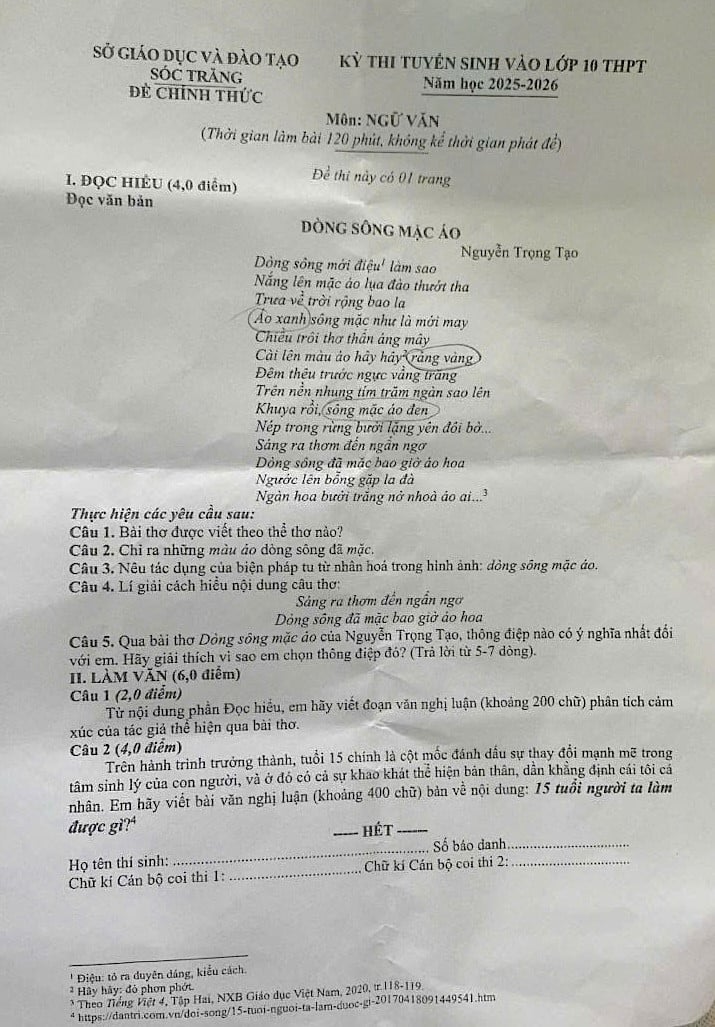 SỞ GIÁO DỤC VÀ ĐÀO TẠO
SÓC TRĂNG
ĐỀ CHÍNH THỨC
KỲ THI TUYỂN SINH VÀO LỚP 10 THPT
Năm học 2025-2026
Môn: NGỮ VĂN
(Thời gian làm bài 120 phút, không kể thời gian phát đề)
Đề thi này có 01 trang
I. ĐỌC HIỂU (4,0 điểm)
Đọc văn bản
DÒNG SÔNG MẶC ÁO
Nguyễn Trọng Tạo
Dòng sông mới điệu¹ làm sao
Nắng lên mặc áo lụa đào thướt tha
Trưa về trời rộng bao la
Áo xanh sông mặc như là mới may
Chiều trôi thơ thẩn áng mây
Cài lên màu áo hây hây² ráng vàng
Đêm thêu trước ngực vầng trăng
Trên nền nhung tím trăm ngàn sao lên
Khuya rồi, sông mặc áo đen
Nép trong rừng bưởi lặng yên đôi bờ...
Sáng ra thơm đến ngẩn ngơ
Dòng sông đã mặc bao giờ áo hoa
Ngước lên bỗng gặp la đà
Ngàn hoa bưởi trắng nở nhoà áo ai...³
Thực hiện các yêu cầu sau:
Câu 1. Bài thơ được viết theo thể thơ nào?
Câu 2. Chỉ ra những màu áo dòng sông đã mặc.
Câu 3. Nêu tác dụng của biện pháp tu từ nhân hoá trong hình ảnh: dòng sông mặc áo.
Câu 4. Lí giải cách hiểu nội dung câu thơ:
Sáng ra thơm đến ngẩn ngơ
Dòng sông đã mặc bao giờ áo hoa
Câu 5. Qua bài thơ Dòng sông mặc áo của Nguyễn Trọng Tạo, thông điệp nào có ý nghĩa nhất đối
với em. Hãy giải thích vì sao em chọn thông điệp đó? (Trả lời từ 5-7 dòng).
II. LÀM VĂN (6,0 điểm)
Câu 1 (2,0 điểm)
Từ nội dung phần Đọc hiểu, em hãy viết đoạn văn nghị luận (khoảng 200 chữ) phân tích cảm
xúc của tác giả thể hiện qua bài thơ.
Câu 2 (4,0 điểm)
Trên hành trình trưởng thành, tuổi 15 chính là cột mốc đánh dấu sự thay đổi mạnh mẽ trong
tâm sinh lý của con người, và ở đó có cả sự khao khát thể hiện bản thân, dần khẳng định cái tôi cá
nhân. Em hãy viết bài văn nghị luận (khoảng 400 chữ) bàn về nội dung: 15 tuổi người ta làm
được gì?⁴
----- HẾT ------
Họ tên thí sinh: ........................................ Số báo danh........................
Chữ kí Cán bộ coi thi 1: ........................ Chữ kí Cán bộ coi thi 2: ........................
¹ Điệu: tỏ ra duyên dáng, kiểu cách.
² Hây hây: đỏ phơn phớt.
³ Theo Tiếng Việt 4, Tập Hai, NXB Giáo dục Việt Nam, 2020, tr.118-119.
⁴ https://dantri.com.vn/doi-song/15-tuoi-nguoi-ta-lam-duoc-gi-20170418091449541.htm